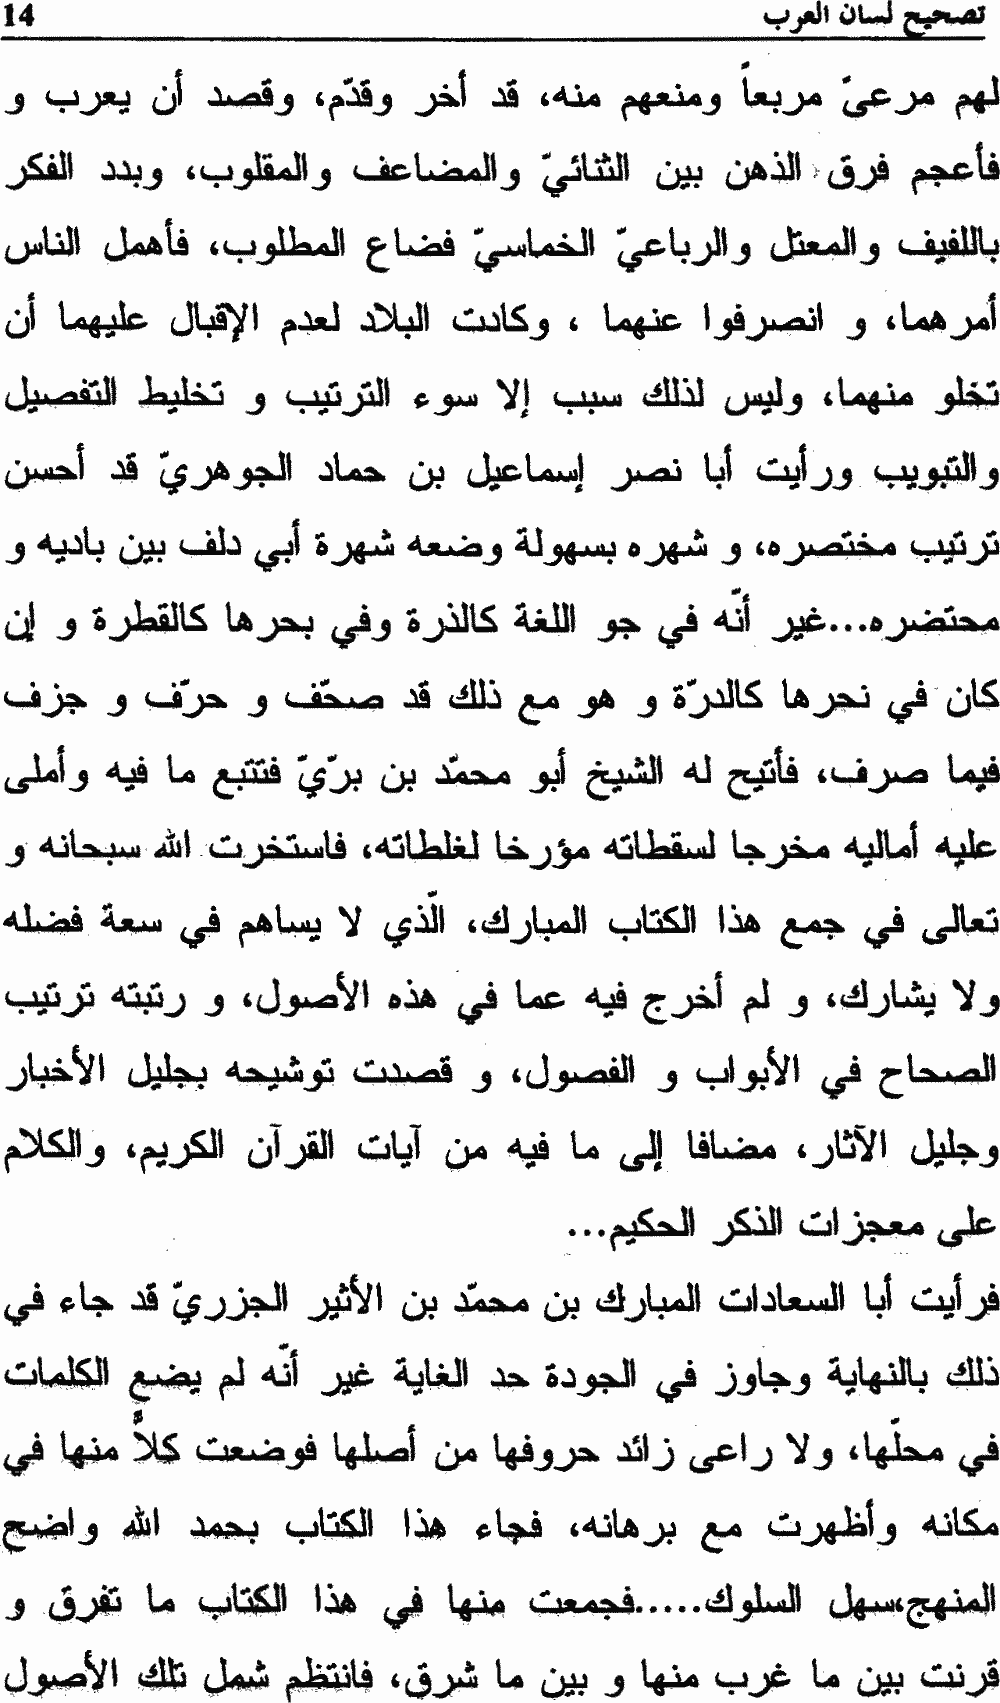 تصحيح لسان العرب 14
لهم مرعىً مربعاً ومنعهم منه، قد أخر وقدّم، وقصد أن يعرب و
فأعجم فرق الذهن بين الثنائيّ والمضاعف والمقلوب، وبدد الفكر
باللفيف والمعتل والرباعيّ الخماسيّ فضاع المطلوب، فأهمل الناس
أمرهما، و انصرفوا عنهما ، وكادت البلاد لعدم الإقبال عليهما أن
تخلو منهما، وليس لذلك سبب إلا سوء الترتيب و تخليط التفصيل
والتبويب ورأيت أبا نصر إسماعيل بن حماد الجوهريّ قد أحسن
ترتيب مختصره، و شهره بسهولة وضعه شهرة أبي دلف بين باديه و
محتضره...غير أنّه في جو اللغة كالذرة وفي بحرها كالقطرة و إن
كان في نحرها كالدرّة و هو مع ذلك قد صحّف و حرّف و جزف
فيما صرف، فأتيح له الشيخ أبو محمّد بن برّيّ فتتبع ما فيه وأملى
عليه أماليه مخرجا لسقطاته مؤرخا لغلطاته، فاستخرت الله سبحانه و
تعالى في جمع هذا الكتاب المبارك، الّذي لا يساهم في سعة فضله
ولا يشارك، و لم أخرج فيه عما في هذه الأصول، و رتبته ترتيب
الصحاح في الأبواب و الفصول، و قصدت توشيحه بجليل الأخبار
وجليل الآثار، مضافا إلى ما فيه من آيات القرآن الكريم، والكلام
على معجزات الذكر الحكيم...
فرأيت أبا السعادات المبارك بن محمّد بن الأثير الجزريّ قد جاء في
ذلك بالنهاية وجاوز في الجودة حد الغاية غير أنّه لم يضع الكلمات
في محلّها، ولا راعى زائد حروفها من أصلها فوضعت كلاًّ منها في
مكانه وأظهرت مع برهانه، فجاء هذا الكتاب بحمد الله واضح
المنهج،سهل السلوك.....فجمعت منها في هذا الكتاب ما تفرق و
قرنت بين ما غرب منها و بين ما شرق، فانتظم شمل تلك الأصول